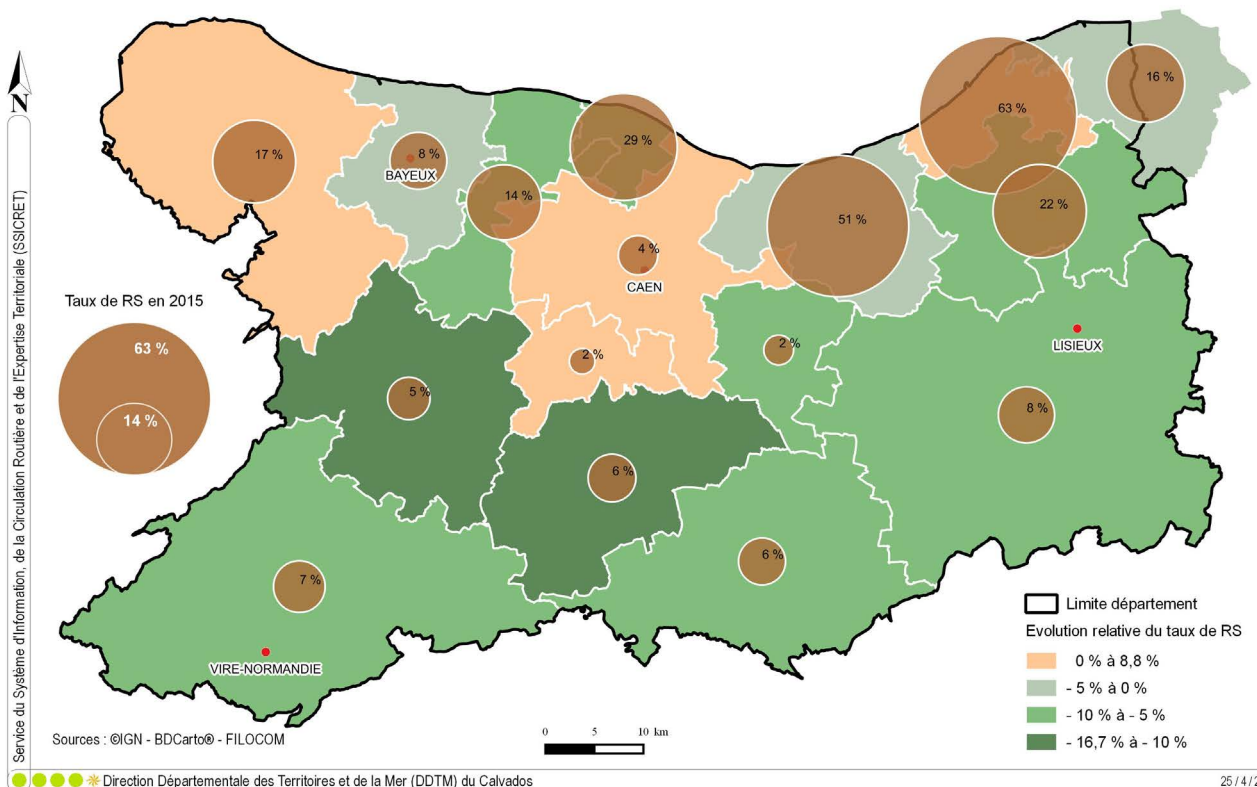 N
Service du Système d'Information, de la Circulation Routière et de l'Expertise Territoriale (SSICRET)
16 %
63 %
29 %
17 %
8 %
BAYEUX
14 %
22 %
51 %
4 %
CAEN
Taux de RS en 2015
63 %
14 %
LISIEUX
2 %
2 %
5 %
8 %
6 %
6 %
7 %
VIRE-NORMANDIE
Limite département
Evolution relative du taux de RS
0 % à 8,8 %
- 5 % à 0 %
- 10 % à - 5 %
- 16,7 % à - 10 %
Sources : ©IGN - BDCarto® - FILOCOM
0 5 10 km
Direction Départementale des Territoires et de la Mer (DDTM) du Calvados
25 / 4 / 2